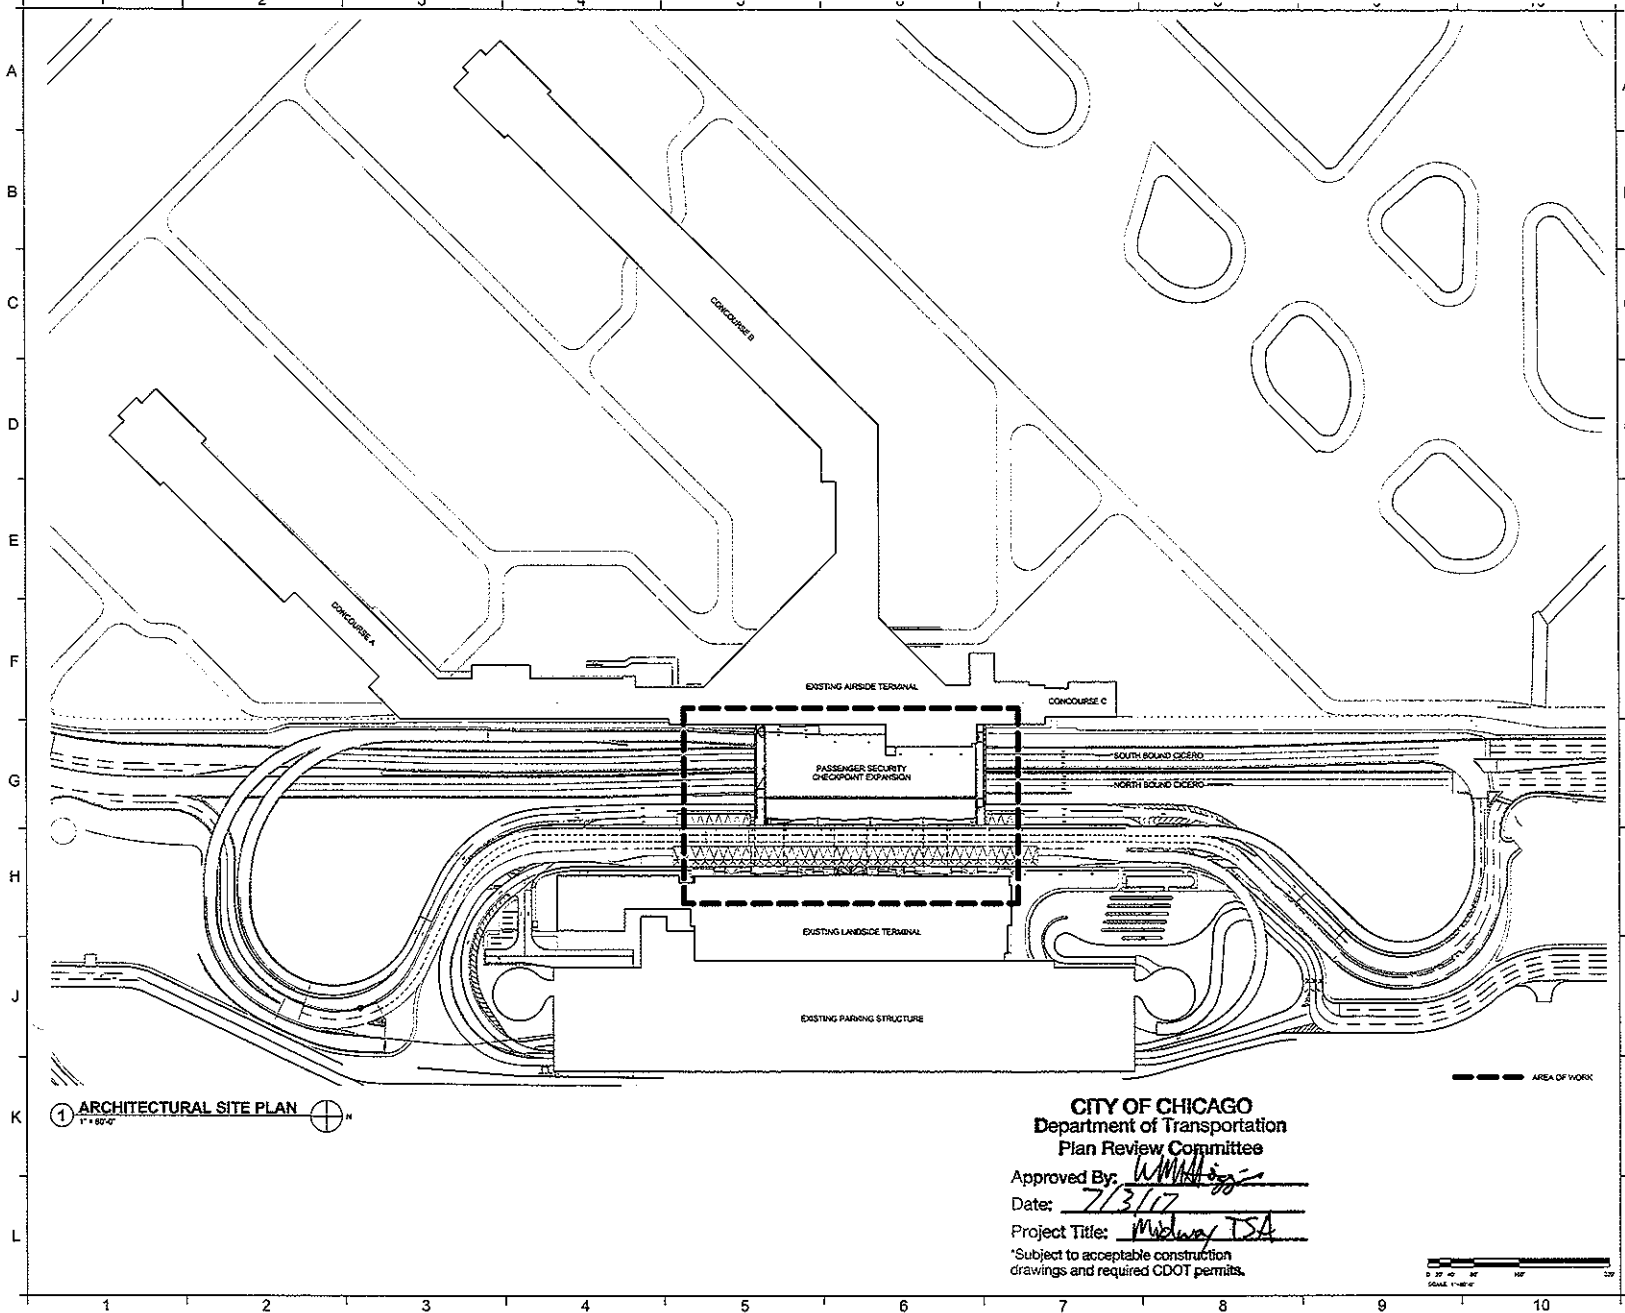 A
B
C
D
E
F
G
H
J
K
L
CONCOURSE B
CONCOURSE A
EXISTING AIRSIDE TERMINAL
CONCOURSE C
PASSENGER SECURITY
CHECKPOINT EXPANSION
SOUTH BOUND CICERO
NORTH BOUND CICERO
EXISTING LANDSIDE TERMINAL
EXISTING PARKING STRUCTURE
AREA OF WORK
1 ARCHITECTURAL SITE PLAN N
CITY OF CHICAGO
Department of Transportation
Plan Review Committee
Approved By:
Date: 7/3/17
Project Title: Midway TSA
*Subject to acceptable construction
drawings and required CDOT permits.
1 2 3 4 5 6 7 8 9 10